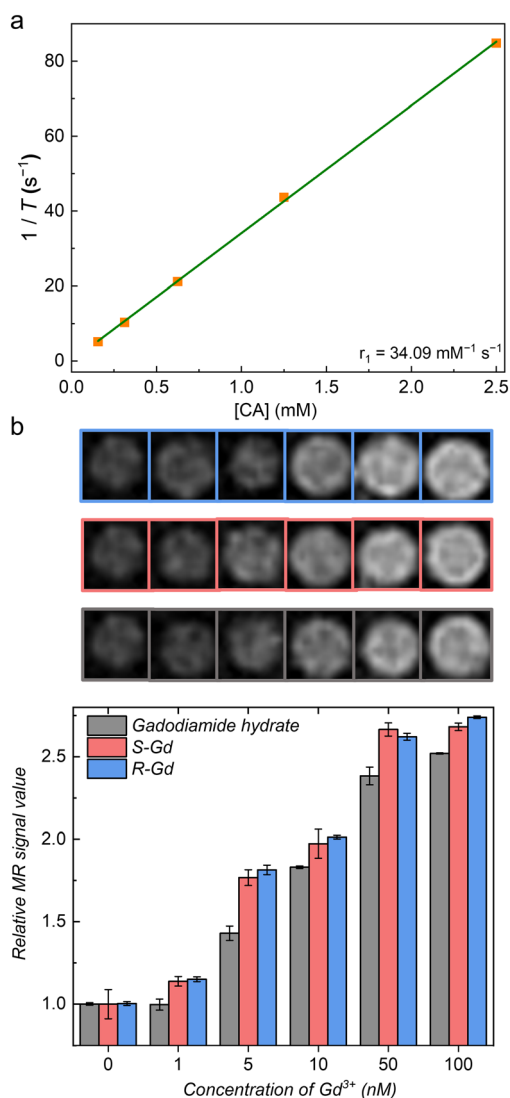 a
80
60
40
20
0
1 / T (s⁻¹)
r₁ = 34.09 mM⁻¹ s⁻¹
0.0 0.5 1.0 1.5 2.0 2.5
[CA] (mM)
b
Gadodiamide hydrate
S-Gd
R-Gd
2.5
2.0
1.5
1.0
Relative MR signal value
0 1 5 10 50 100
Concentration of Gd³⁺ (nM)